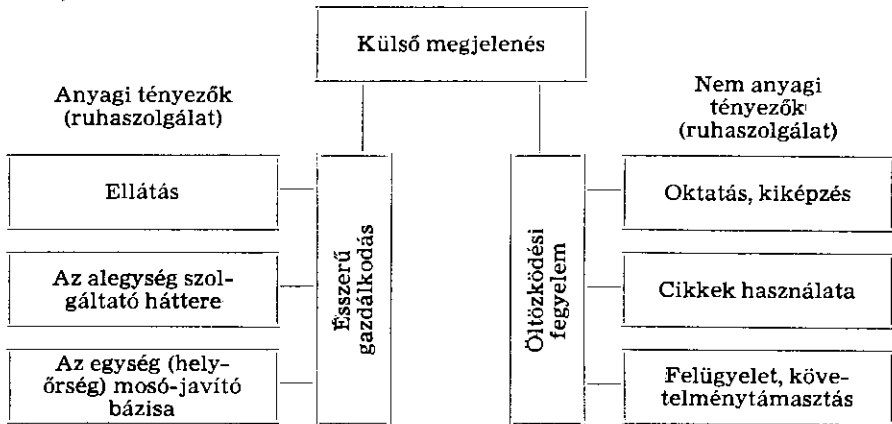 Külső megjelenés
Anyagi tényezők
(ruhaszolgálat)
Nem anyagi
tényezők
(ruhaszolgálat)
Ellátás
Az alegység szol-
gáltató háttere
Az egység (hely-
őrség) mosó-javító
bázisa
Ésszerű
gazdálkodás
Öltözködési
fegyelem
Oktatás, kiképzés
Cikkek használata
Felügyelet, köve-
telménytámasztás